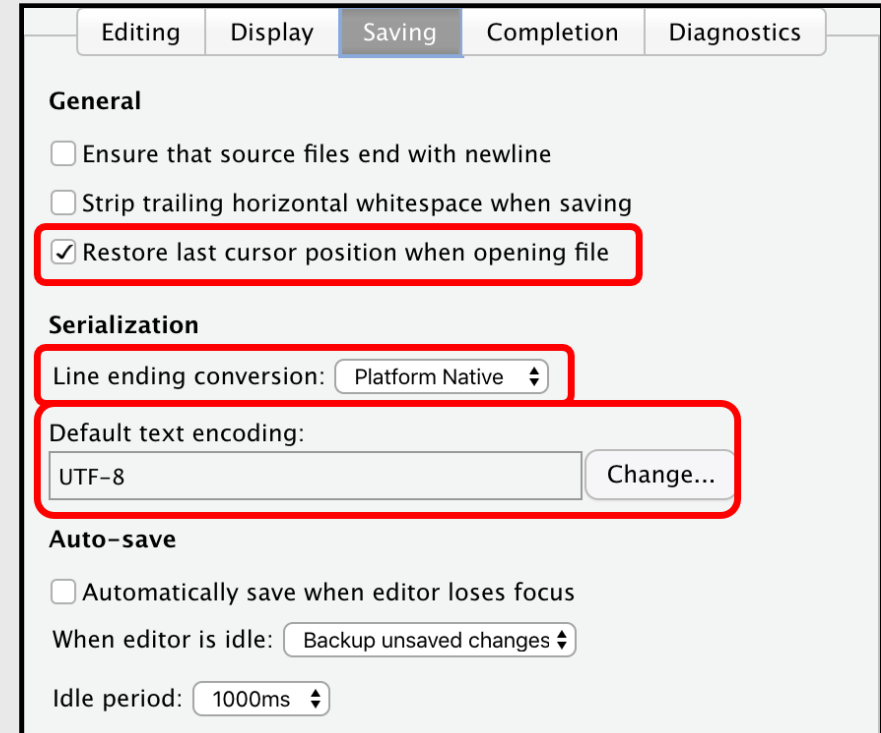 Editing Display Saving Completion Diagnostics
General
Ensure that source files end with newline
Strip trailing horizontal whitespace when saving
Restore last cursor position when opening file
Serialization
Line ending conversion: Platform Native
Default text encoding:
UTF-8 Change...
Auto-save
Automatically save when editor loses focus
When editor is idle: Backup unsaved changes
Idle period: 1000ms